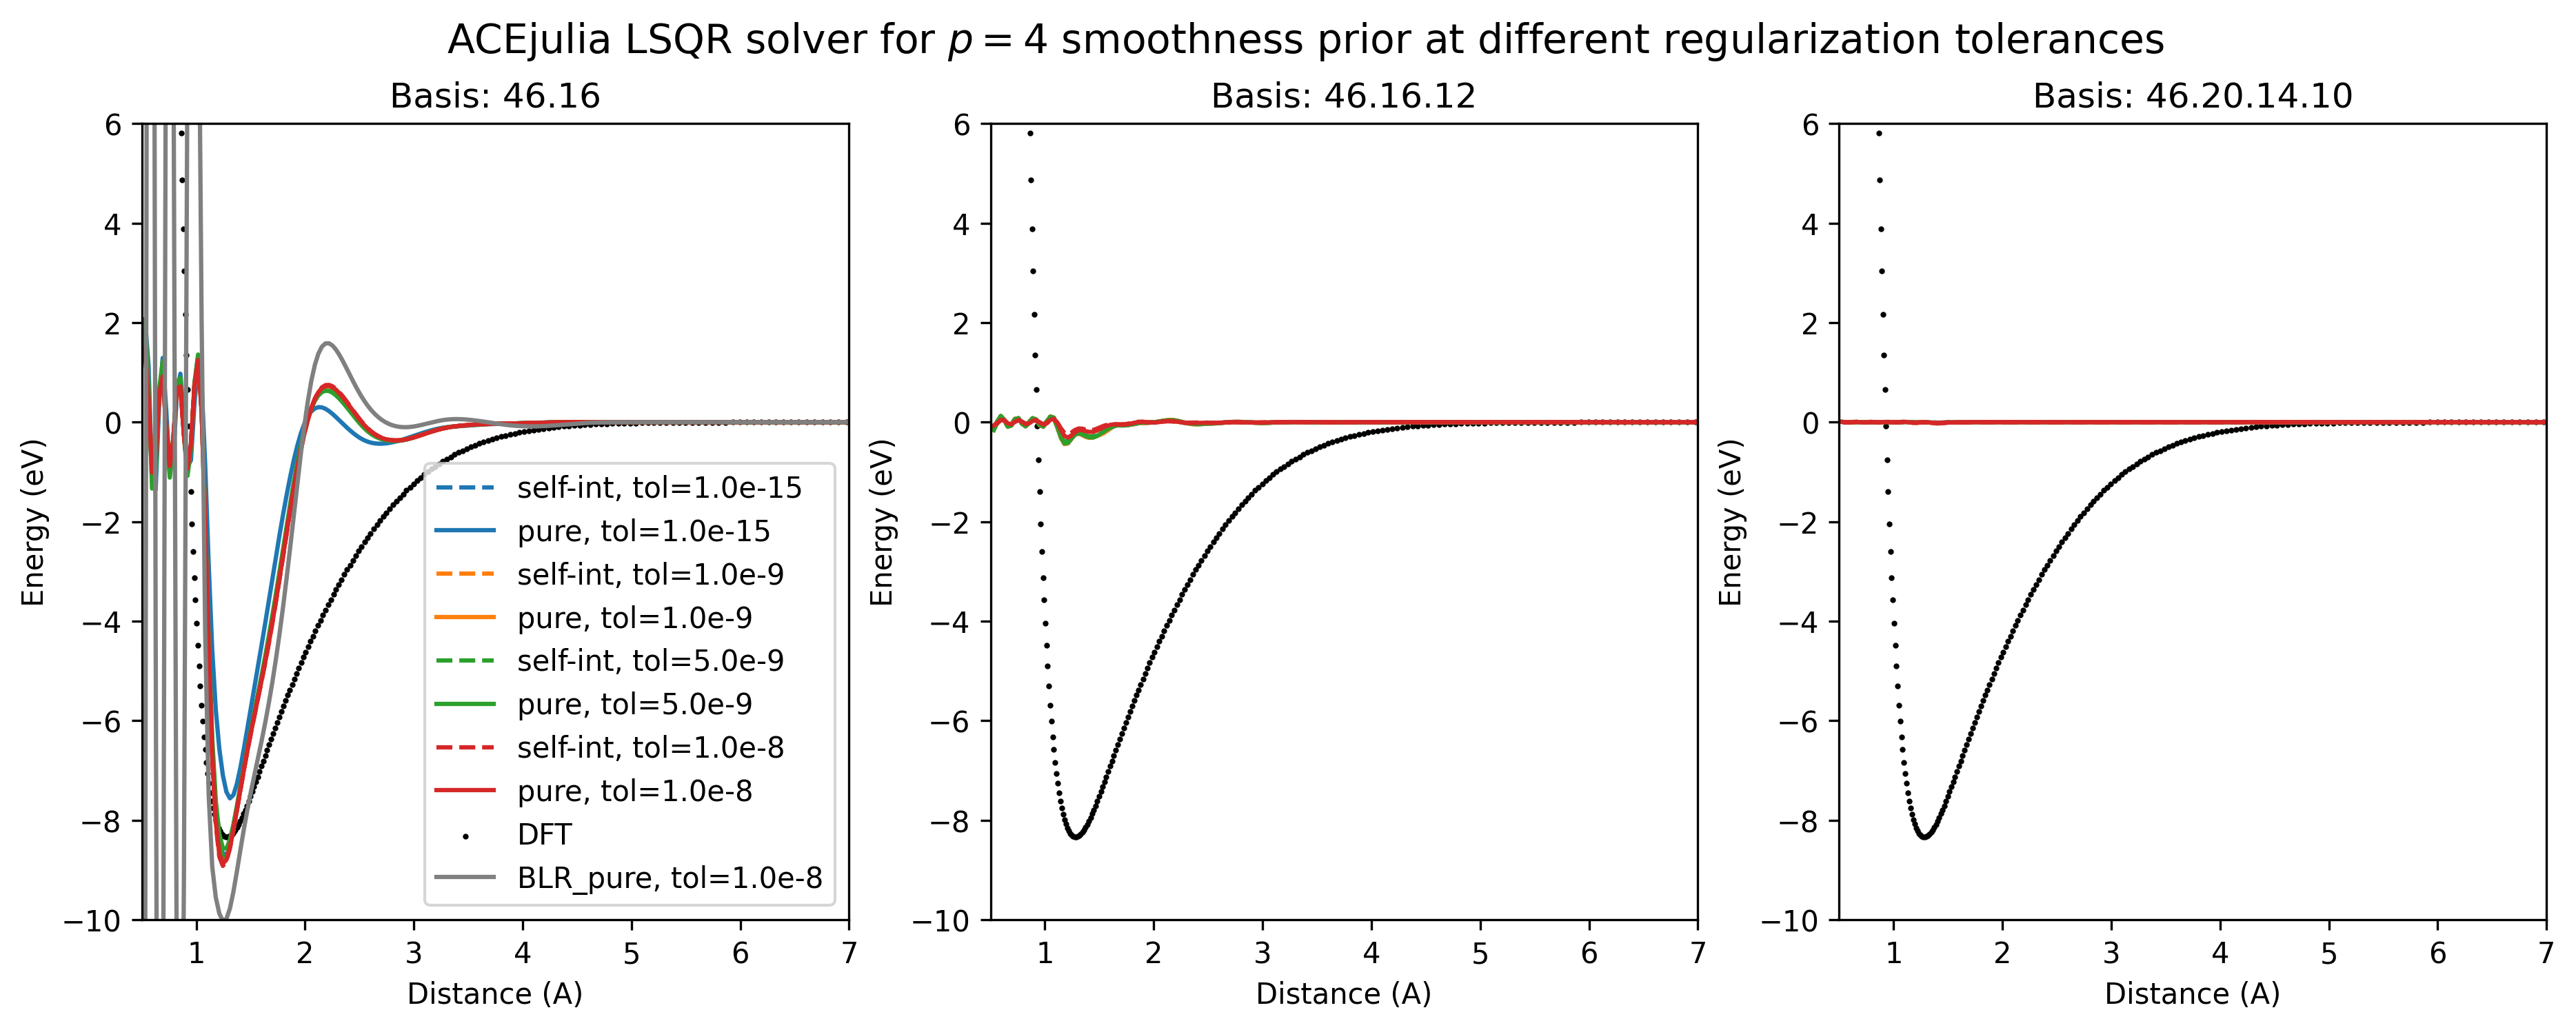 ACEjulia LSQR solver for p = 4 smoothness prior at different regularization tolerances
Basis: 46.16
6
4
2
0
−2
−4
−6
−8
−10
Energy (eV)
1 2 3 4 5 6 7
Distance (A)
self-int, tol=1.0e-15
pure, tol=1.0e-15
self-int, tol=1.0e-9
pure, tol=1.0e-9
self-int, tol=5.0e-9
pure, tol=5.0e-9
self-int, tol=1.0e-8
pure, tol=1.0e-8
DFT
BLR_pure, tol=1.0e-8
Basis: 46.16.12
6
4
2
0
−2
−4
−6
−8
−10
Energy (eV)
1 2 3 4 5 6 7
Distance (A)
Basis: 46.20.14.10
6
4
2
0
−2
−4
−6
−8
−10
Energy (eV)
1 2 3 4 5 6 7
Distance (A)